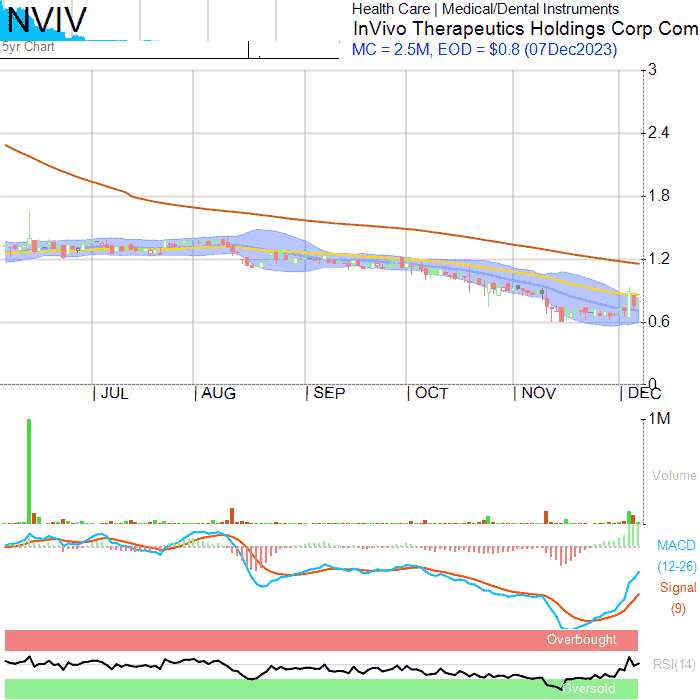 NVIV
5yr Chart
Health Care | Medical/Dental Instruments
InVivo Therapeutics Holdings Corp Com
MC = 2.5M, EOD = $0.8 (07Dec2023)
3
2.4
1.8
1.2
0.6
0
JUL
AUG
SEP
OCT
NOV
DEC
1M
Volume
MACD
(12-26)
Signal
(9)
Overbought
RSI(14)
Oversold